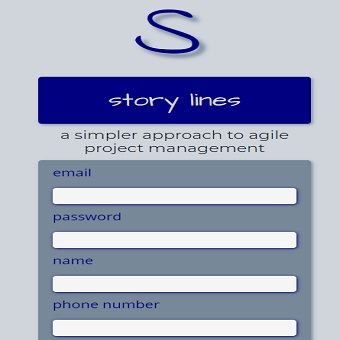 S
story lines
a simpler approach to agile
project management
email
password
name
phone number